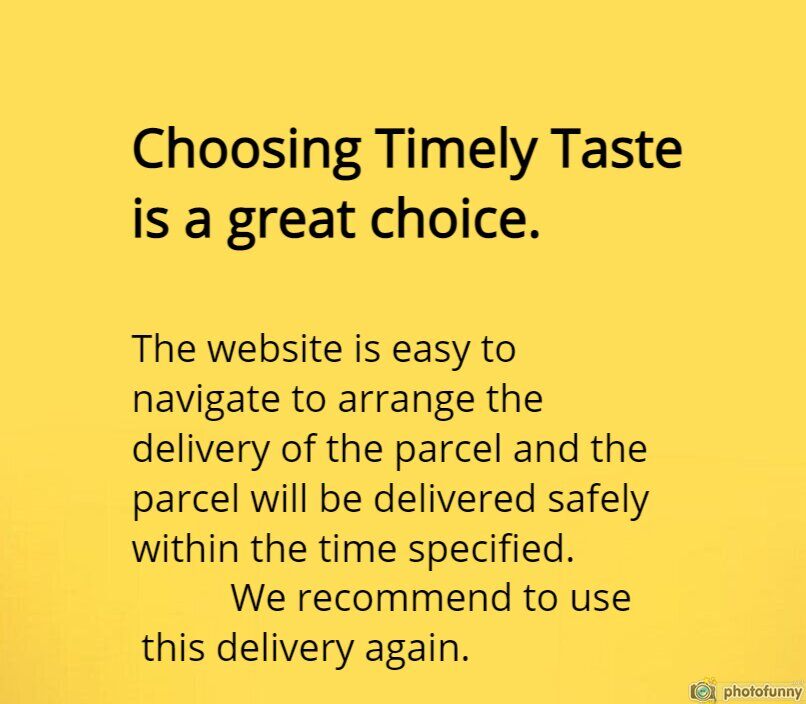 Choosing Timely Taste
is a great choice.
The website is easy to
navigate to arrange the
delivery of the parcel and the
parcel will be delivered safely
within the time specified.
We recommend to use
this delivery again.
photofunny